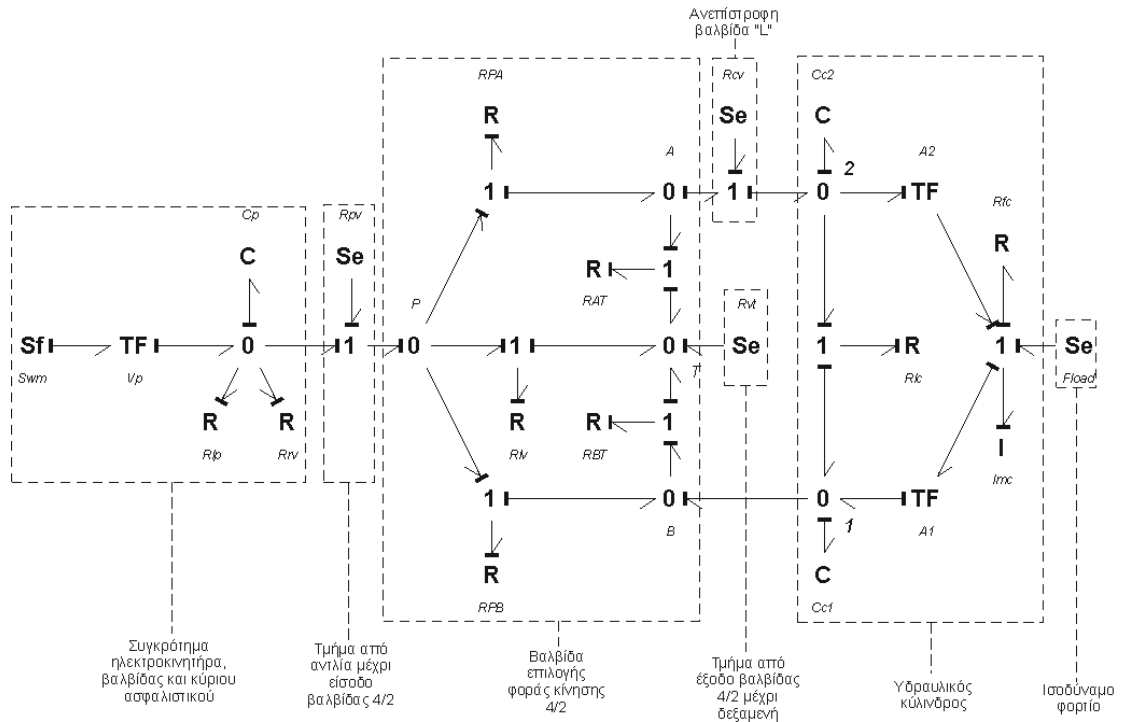 Ανεπίστροφη
βαλβίδα "L"
RPA
Rcv
Cc2
R
Se
C
A
2
A2
1
0
1
0
TF
Cp
Rpv
Rfc
C
Se
R
R
1
RAT
P
Rvt
Sf
TF
0
1
0
1
0
Se
1
R
1
Se
Swm
Vp
T
Rlc
Fload
R
R
R
R
1
Rlp
Rrv
Rlv
RBT
I
Imc
1
0
0
TF
B
1
A1
R
C
RPB
Cc1
Συγκρότημα
ηλεκτροκινητήρα,
βαλβίδας και κύριου
ασφαλιστικού
Τμήμα από
αντλία μέχρι
είσοδο
βαλβίδας 4/2
Βαλβίδα
επιλογής
φοράς κίνησης
4/2
Τμήμα από
έξοδο βαλβίδας
4/2 μέχρι
δεξαμενή
Υδραυλικός
κύλινδρος
Ισοδύναμο
φορτίο